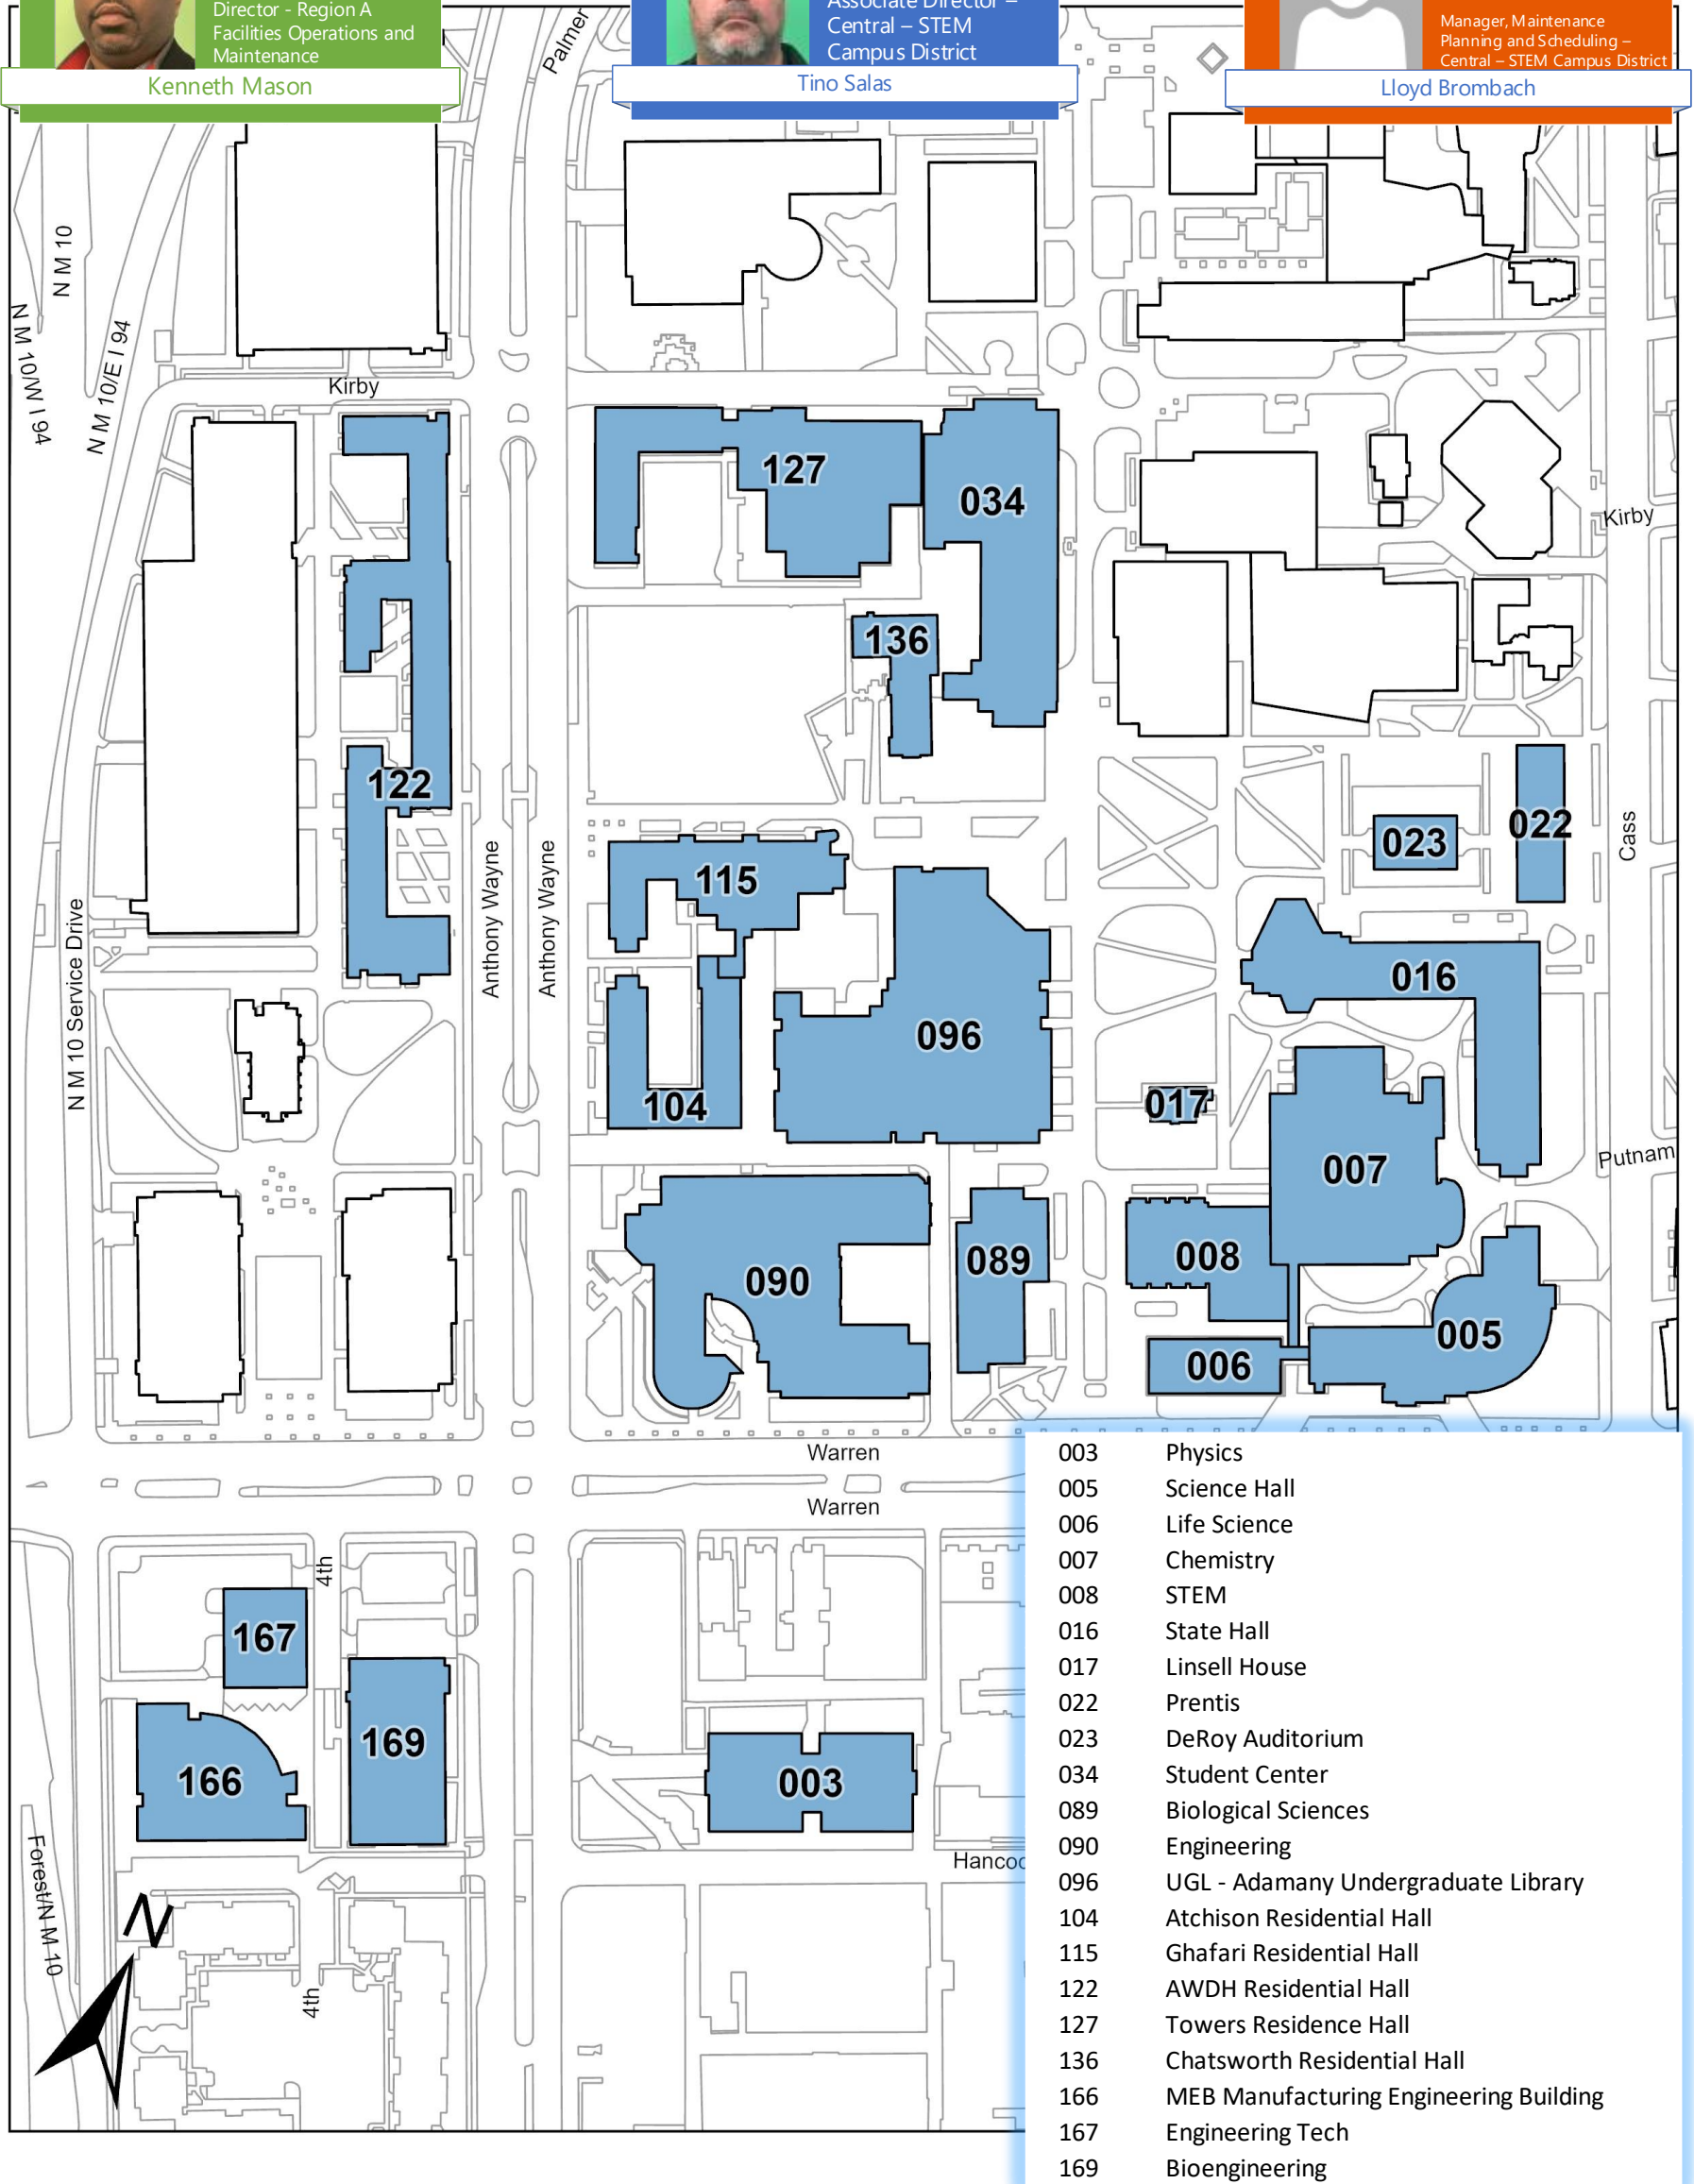 Director - Region A
Facilities Operations and
Maintenance
Kenneth Mason
Associate Director –
Central – STEM
Campus District
Tino Salas
Manager, Maintenance
Planning and Scheduling –
Central – STEM Campus District
Lloyd Brombach
Palmer
N M 10
N M 10/W I 94
N M 10/E I 94
Kirby
127
034
Kirby
136
122
023
022
Cass
115
Anthony Wayne
Anthony Wayne
N M 10 Service Drive
016
096
104
017
007
Putnam
090
089
008
005
006
Warren
Warren
4th
167
169
166
003
Hancoc
Forest/N M 10
N
4th
003 Physics
005 Science Hall
006 Life Science
007 Chemistry
008 STEM
016 State Hall
017 Linsell House
022 Prentis
023 DeRoy Auditorium
034 Student Center
089 Biological Sciences
090 Engineering
096 UGL - Adamany Undergraduate Library
104 Atchison Residential Hall
115 Ghafari Residential Hall
122 AWDH Residential Hall
127 Towers Residence Hall
136 Chatsworth Residential Hall
166 MEB Manufacturing Engineering Building
167 Engineering Tech
169 Bioengineering